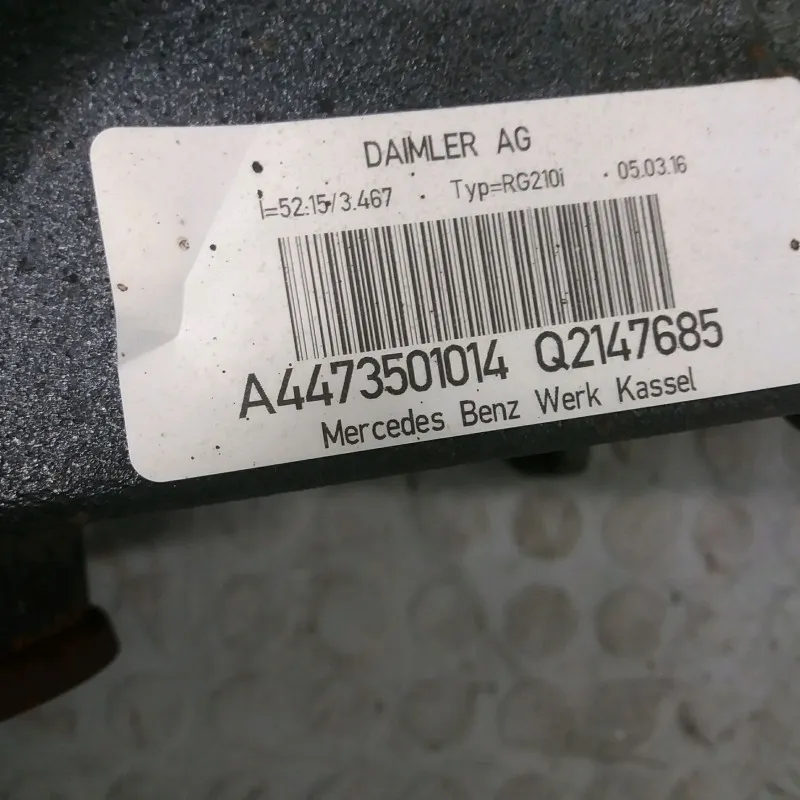 DAIMLER AG
i=52:15/3.467 . Typ=RG210i . 05.03.16
A4473501014 Q2147685
Mercedes Benz Werk Kassel